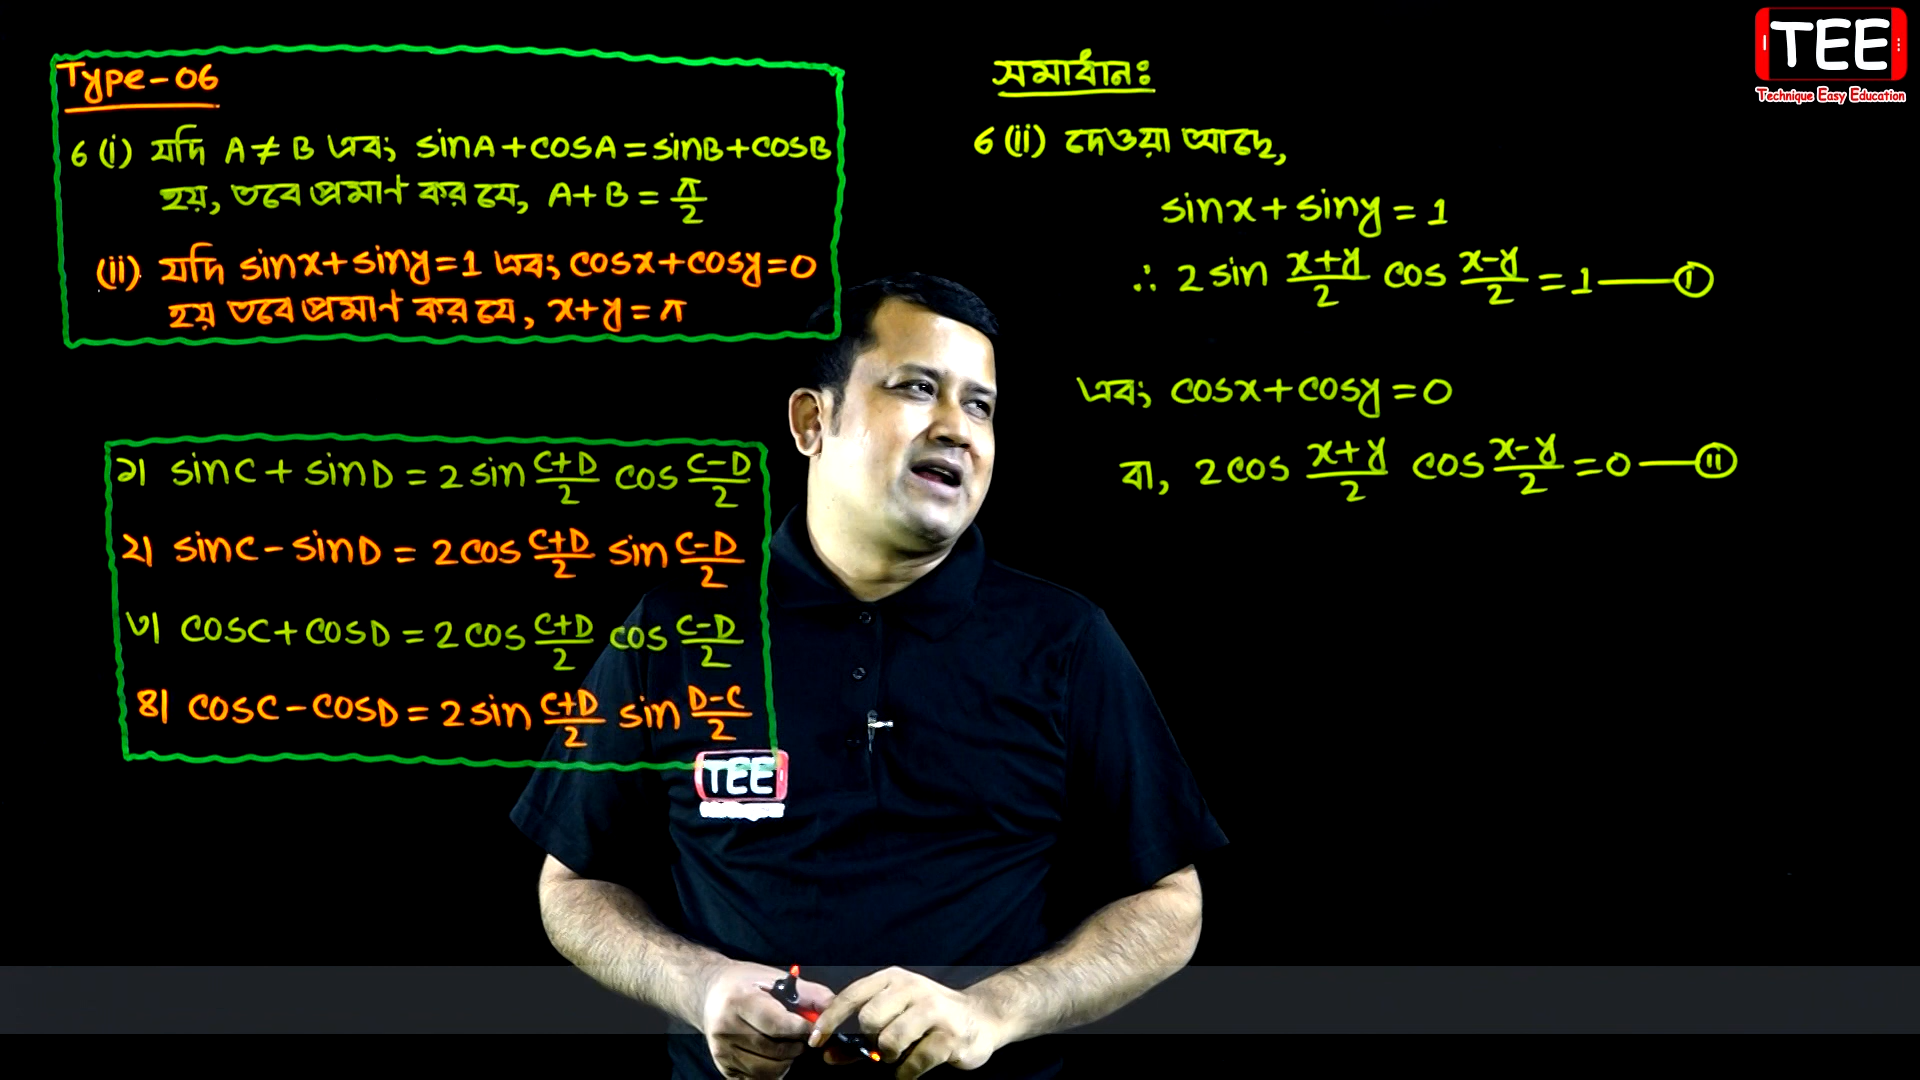 Type-06
6 (i) যদি A ≠ B এবং sinA + cosA = sinB + cosB
হয়, তবে প্রমাণ কর যে, A + B = π/2
(ii) যদি sinx + siny = 1 এবং cosx + cosy = 0
হয় তবে প্রমাণ কর যে, x + y = π
১। sinC + sinD = 2 sin (C+D)/2 cos (C-D)/2
২। sinC - sinD = 2 cos (C+D)/2 sin (C-D)/2
৩। cosC + cosD = 2 cos (C+D)/2 cos (C-D)/2
৪। cosC - cosD = 2 sin (C+D)/2 sin (D-C)/2
সমাধানঃ
6 (ii) দেওয়া আছে,
sinx + siny = 1
∴ 2 sin (x+y)/2 cos (x-y)/2 = 1 — (i)
এবং cosx + cosy = 0
বা, 2 cos (x+y)/2 cos (x-y)/2 = 0 — (ii)
TEE
Technique Easy Education
TEE